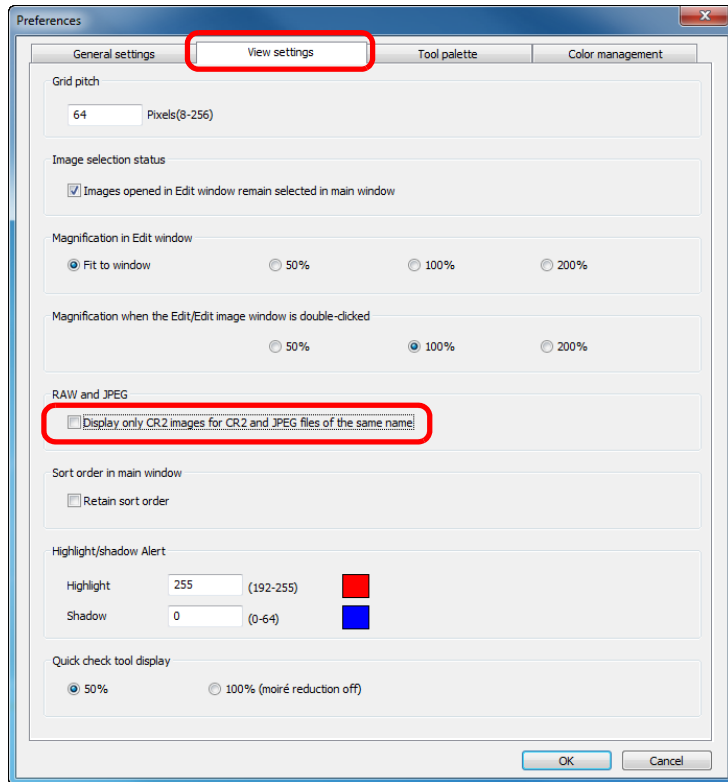 Preferences
General settings
View settings
Tool palette
Color management
Grid pitch
64 Pixels(8-256)
Image selection status
Images opened in Edit window remain selected in main window
Magnification in Edit window
Fit to window 50% 100% 200%
Magnification when the Edit/Edit image window is double-clicked
50% 100% 200%
RAW and JPEG
Display only CR2 images for CR2 and JPEG files of the same name
Sort order in main window
Retain sort order
Highlight/shadow Alert
Highlight 255 (192-255)
Shadow 0 (0-64)
Quick check tool display
50% 100% (moiré reduction off)
OK Cancel